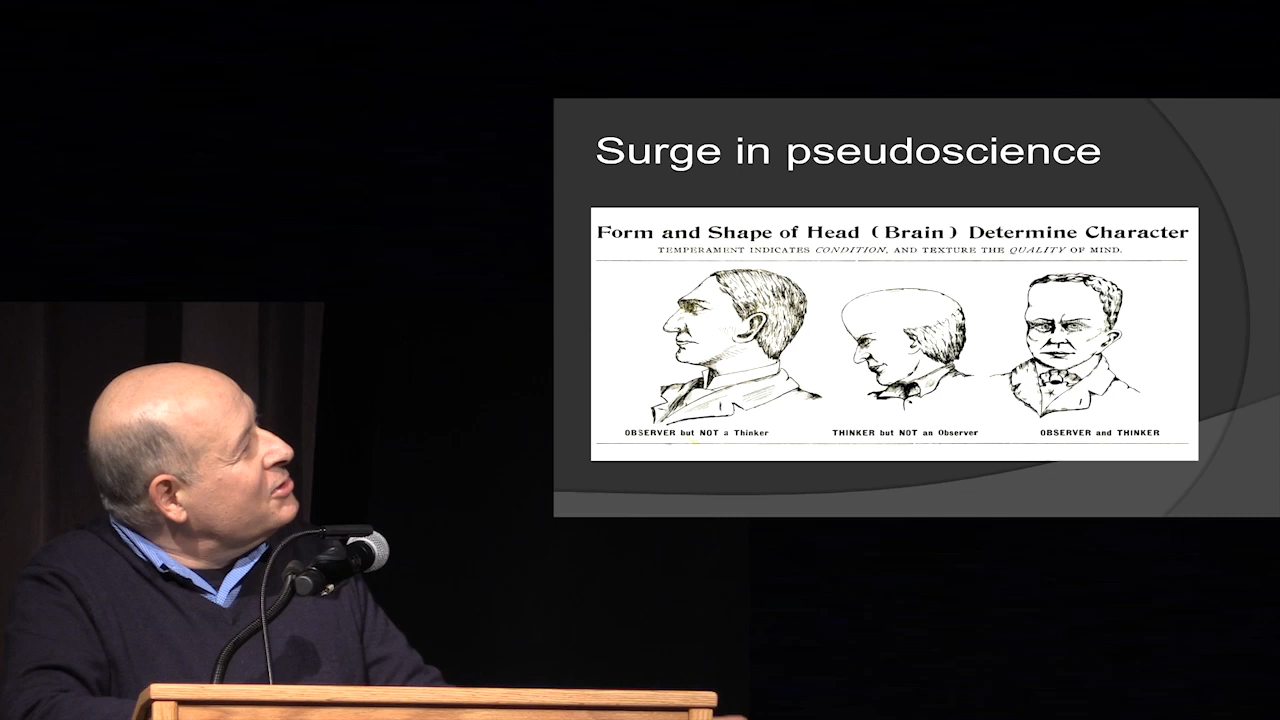 Surge in pseudoscience
Form and Shape of Head (Brain) Determine Character
TEMPERAMENT INDICATES CONDITION, AND TEXTURE THE QUALITY OF MIND.
OBSERVER but NOT a Thinker
THINKER but NOT an Observer
OBSERVER and THINKER